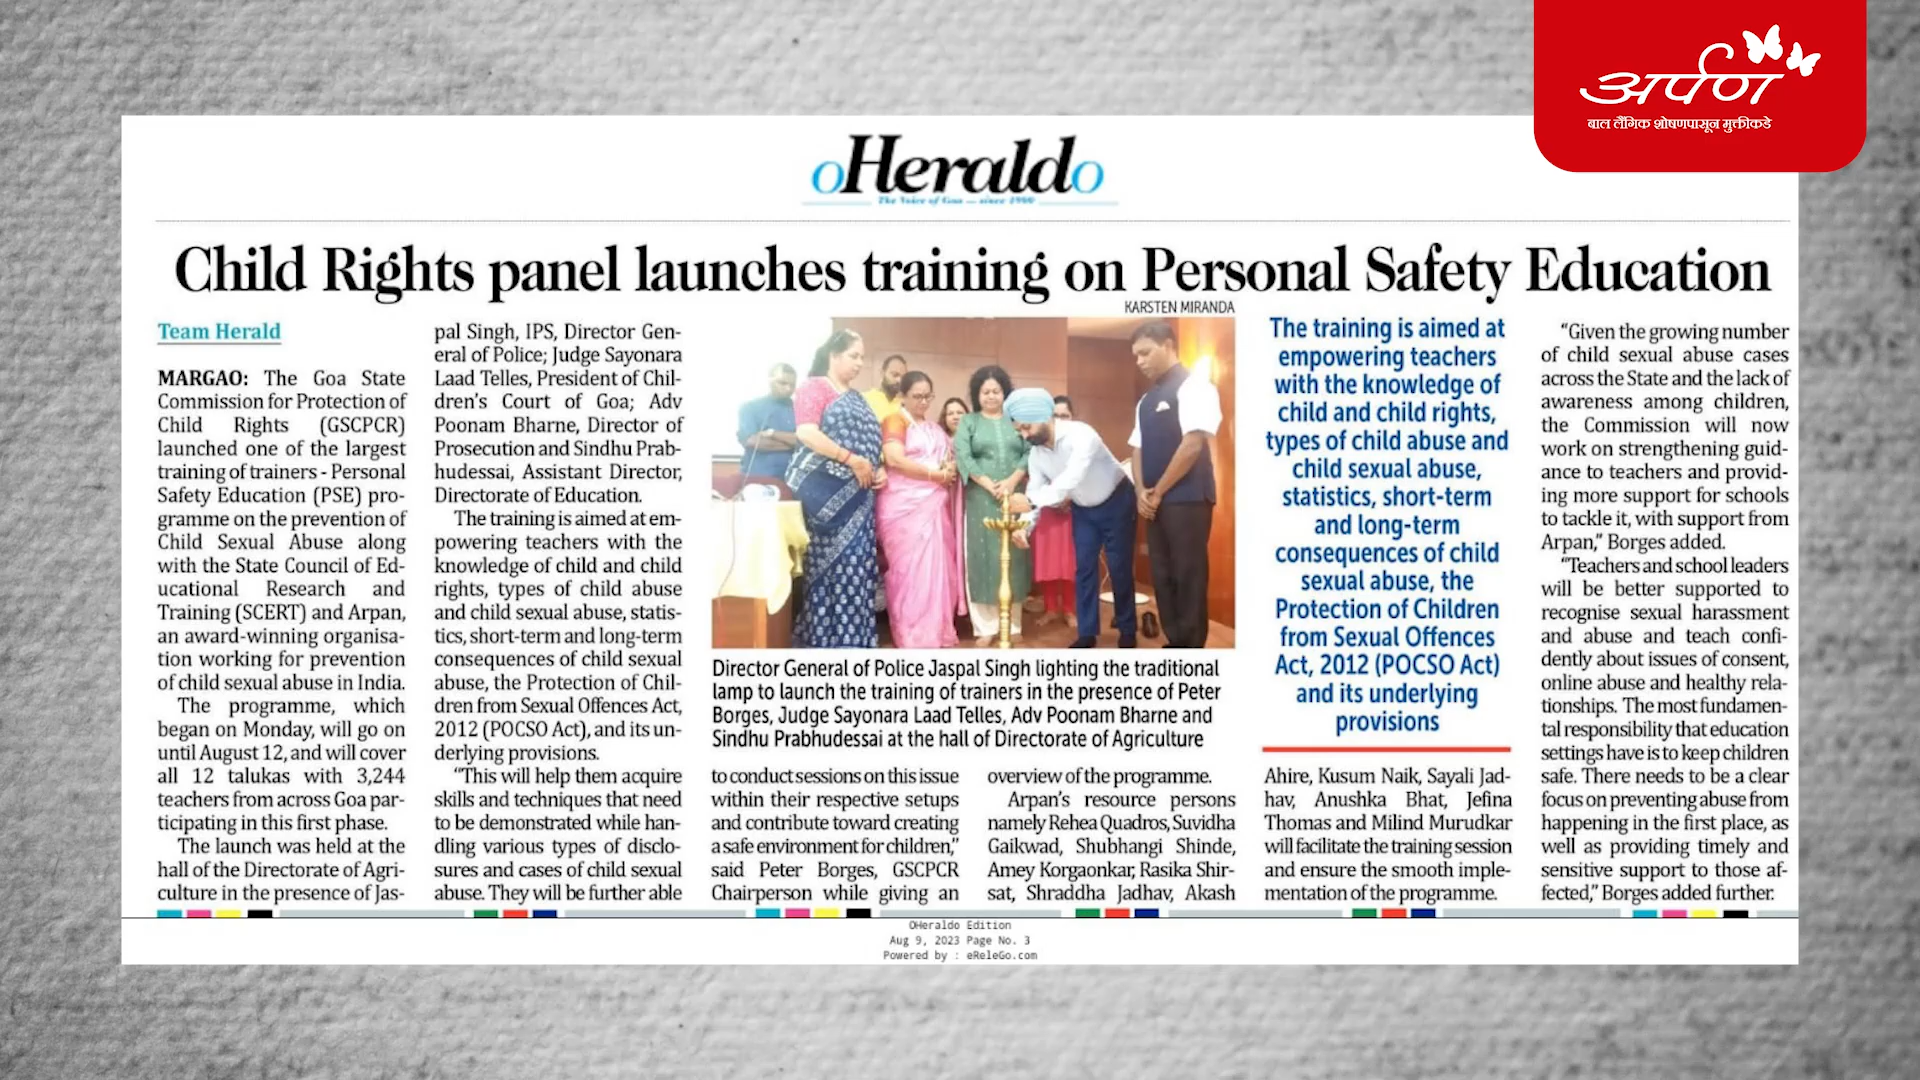 अर्पण
बाल लैंगिक शोषणपासून मुक्तीकडे
oHeraldo
The Voice of Goa — since 1900
Child Rights panel launches training on Personal Safety Education
KARSTEN MIRANDA
Team Herald
MARGAO: The Goa State
Commission for Protection of
Child Rights (GSCPCR)
launched one of the largest
training of trainers - Personal
Safety Education (PSE) pro-
gramme on the prevention of
Child Sexual Abuse along
with the State Council of Ed-
ucational Research and
Training (SCERT) and Arpan,
an award-winning organisa-
tion working for prevention
of child sexual abuse in India.
The programme, which
began on Monday, will go on
until August 12, and will cover
all 12 talukas with 3,244
teachers from across Goa par-
ticipating in this first phase.
The launch was held at the
hall of the Directorate of Agri-
culture in the presence of Jas-
pal Singh, IPS, Director Gen-
eral of Police; Judge Sayonara
Laad Telles, President of Chil-
dren's Court of Goa; Adv
Poonam Bharne, Director of
Prosecution and Sindhu Prab-
hudessai, Assistant Director,
Directorate of Education.
The training is aimed at em-
powering teachers with the
knowledge of child and child
rights, types of child abuse
and child sexual abuse, statis-
tics, short-term and long-term
consequences of child sexual
abuse, the Protection of Chil-
dren from Sexual Offences Act,
2012 (POCSO Act), and its un-
derlying provisions.
"This will help them acquire
skills and techniques that need
to be demonstrated while han-
dling various types of disclo-
sures and cases of child sexual
abuse. They will be further able
Director General of Police Jaspal Singh lighting the traditional
lamp to launch the training of trainers in the presence of Peter
Borges, Judge Sayonara Laad Telles, Adv Poonam Bharne and
Sindhu Prabhudessai at the hall of Directorate of Agriculture
to conduct sessions on this issue
within their respective setups
and contribute toward creating
a safe environment for children,"
said Peter Borges, GSCPCR
Chairperson while giving an
overview of the programme.
Arpan's resource persons
namely Rehea Quadros, Suvidha
Gaikwad, Shubhangi Shinde,
Amey Korgaonkar, Rasika Shir-
sat, Shraddha Jadhav, Akash
The training is aimed at
empowering teachers
with the knowledge of
child and child rights,
types of child abuse and
child sexual abuse,
statistics, short-term
and long-term
consequences of child
sexual abuse, the
Protection of Children
from Sexual Offences
Act, 2012 (POCSO Act)
and its underlying
provisions
Ahire, Kusum Naik, Sayali Jad-
hav, Anushka Bhat, Jefina
Thomas and Milind Murudkar
will facilitate the training session
and ensure the smooth imple-
mentation of the programme.
"Given the growing number
of child sexual abuse cases
across the State and the lack of
awareness among children,
the Commission will now
work on strengthening guid-
ance to teachers and provid-
ing more support for schools
to tackle it, with support from
Arpan," Borges added.
"Teachers and school leaders
will be better supported to
recognise sexual harassment
and abuse and teach confi-
dently about issues of consent,
online abuse and healthy rela-
tionships. The most fundamen-
tal responsibility that education
settings have is to keep children
safe. There needs to be a clear
focus on preventing abuse from
happening in the first place, as
well as providing timely and
sensitive support to those af-
fected," Borges added further.
OHeraldo Edition
Aug 9, 2023 Page No. 3
Powered by : eReleGo.com